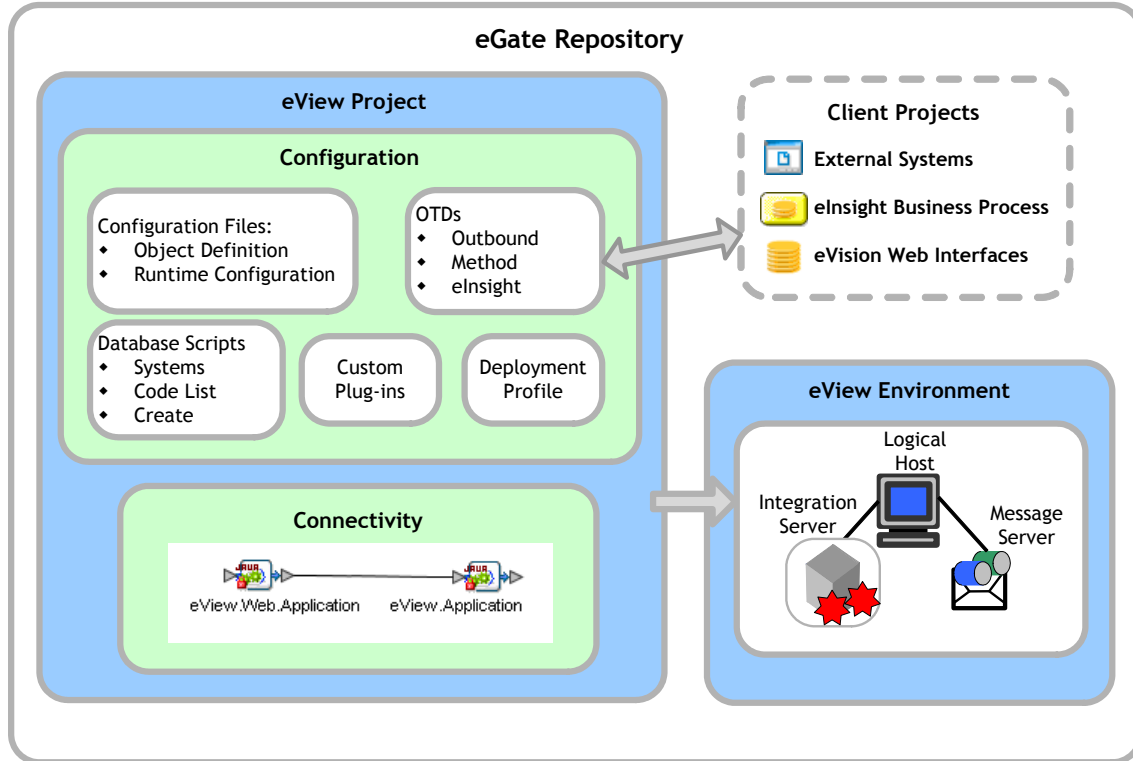 eGate Repository
eView Project
Configuration
Configuration Files:
◆ Object Definition
◆ Runtime Configuration
OTDs
◆ Outbound
◆ Method
◆ eInsight
Database Scripts
◆ Systems
◆ Code List
◆ Create
Custom
Plug-ins
Deployment
Profile
Connectivity
JAVA
JAVA
eView.Web.Application
eView.Application
Client Projects
External Systems
eInsight Business Process
eVision Web Interfaces
eView Environment
Logical
Host
Integration
Server
Message
Server